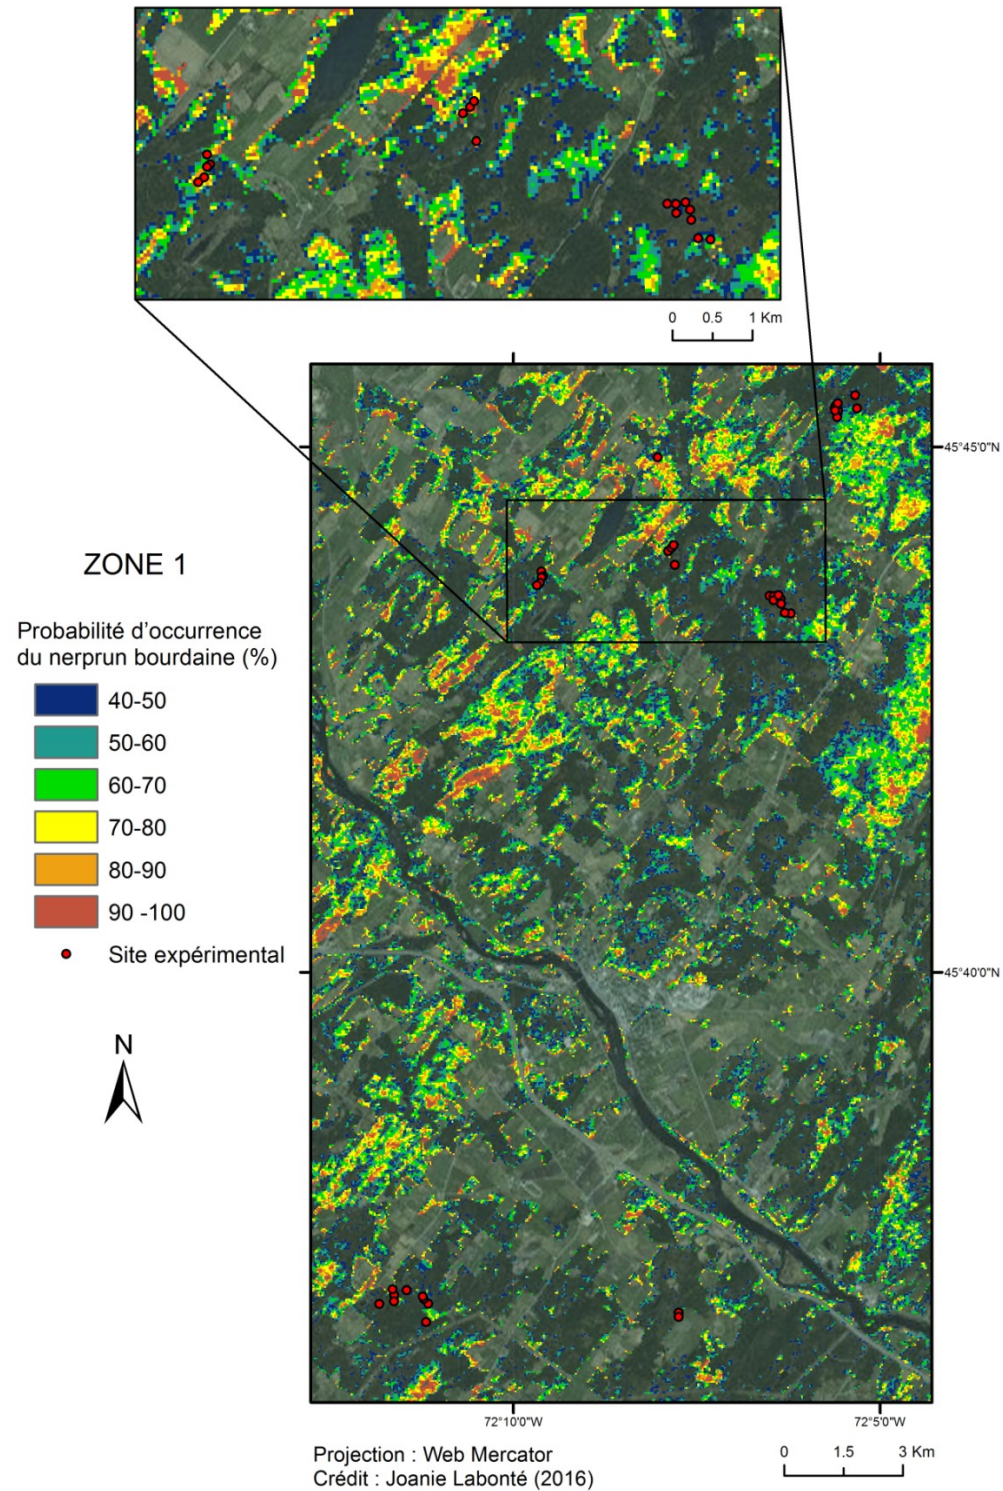 0 0.5 1 Km
45°45'0"N
ZONE 1
Probabilité d'occurrence
du nerprun bourdaine (%)
40-50
50-60
60-70
70-80
80-90
90 -100
Site expérimental
45°40'0"N
N
72°10'0"W 72°5'0"W
Projection : Web Mercator
Crédit : Joanie Labonté (2016)
0 1.5 3 Km